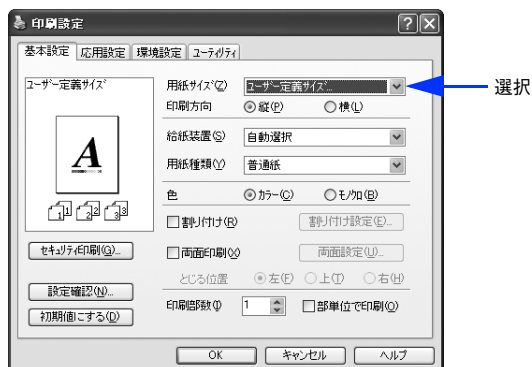 印刷設定
基本設定 応用設定 環境設定 ユーティリティ
ユーザー定義サイズ
用紙サイズ(Z) ユーザー定義サイズ...
選択
印刷方向 縦(P) 横(L)
給紙装置(S) 自動選択
用紙種類(Y) 普通紙
A
色 カラー(C) モノクロ(B)
1 1 2 2 3 3
割り付け(R) 割り付け設定(E)...
セキュリティ印刷(G)...
両面印刷(X) 両面設定(U)...
とじる位置 左(F) 上(T) 右(H)
設定確認(N)...
印刷部数(I) 1 部単位で印刷(O)
初期値にする(D)
OK キャンセル ヘルプ